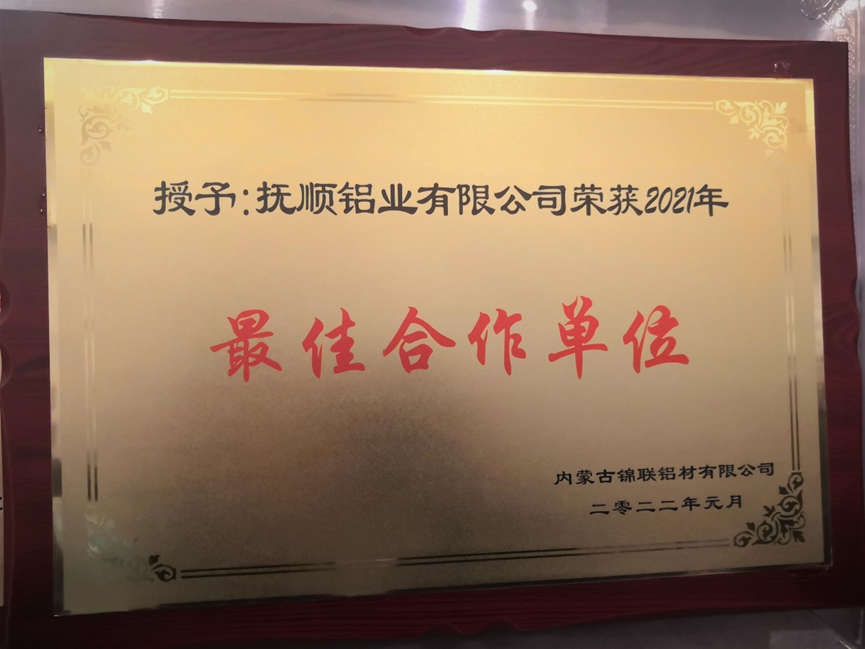 授予:抚顺铝业有限公司荣获2021年
最佳合作单位
内蒙古锦联铝材有限公司
二零二二年元月